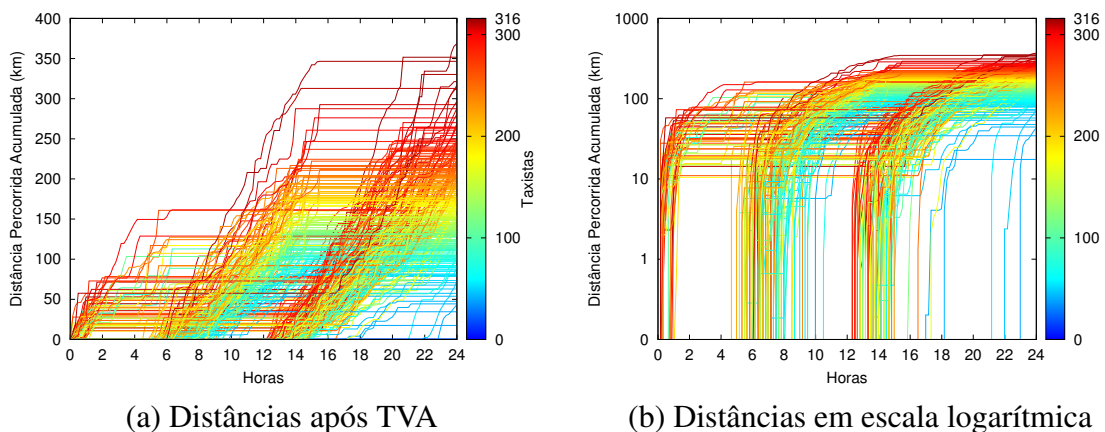 400
350
300
250
200
150
100
50
0
Distância Percorrida Acumulada (km)
0 2 4 6 8 10 12 14 16 18 20 22 24
Horas
316
300
200
100
0
Taxistas
1000
100
10
1
0
Distância Percorrida Acumulada (km)
0 2 4 6 8 10 12 14 16 18 20 22 24
Horas
316
300
200
100
0
(a) Distâncias após TVA
(b) Distâncias em escala logarítmica